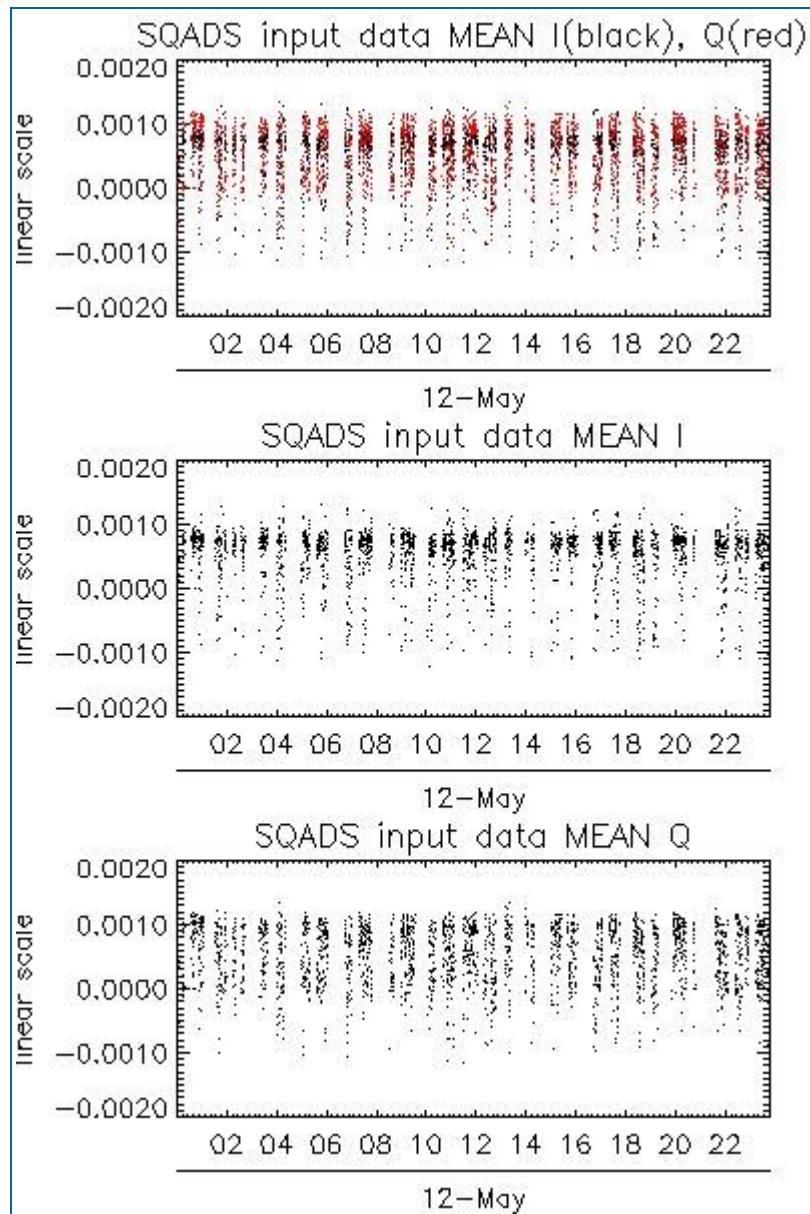 SQADS input data MEAN I(black), Q(red)
0.0020
0.0010
0.0000
−0.0010
−0.0020
linear scale
02 04 06 08 10 12 14 16 18 20 22
12−May
SQADS input data MEAN I
0.0020
0.0010
0.0000
−0.0010
−0.0020
linear scale
02 04 06 08 10 12 14 16 18 20 22
12−May
SQADS input data MEAN Q
0.0020
0.0010
0.0000
−0.0010
−0.0020
linear scale
02 04 06 08 10 12 14 16 18 20 22
12−May